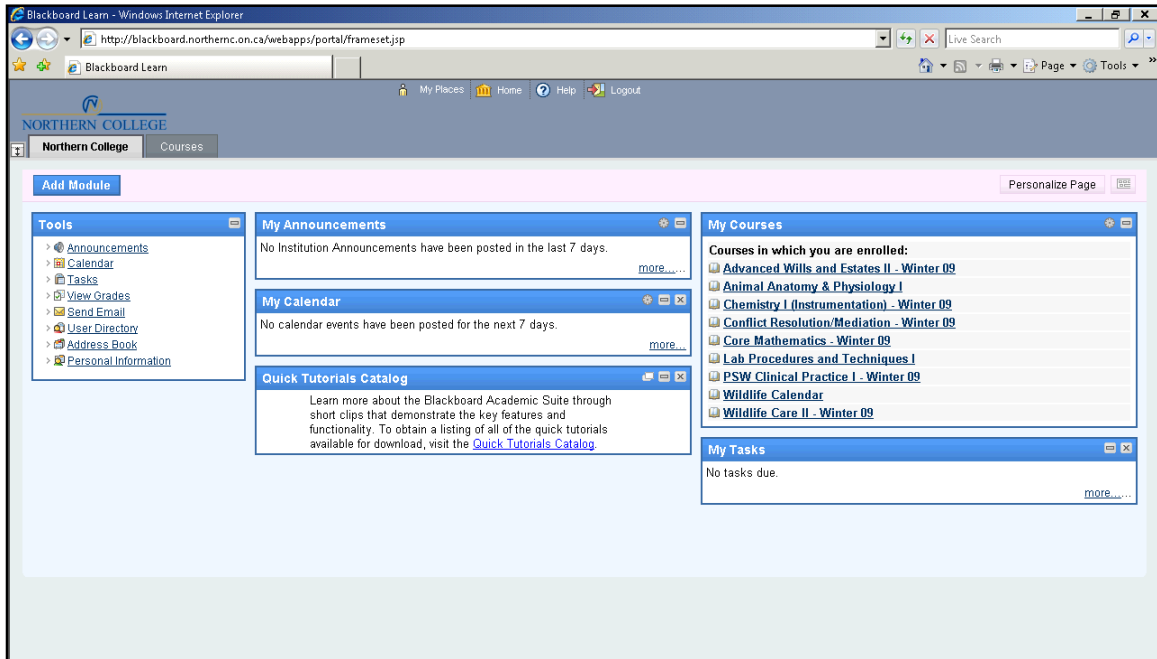 Blackboard Learn - Windows Internet Explorer
http://blackboard.northernc.on.ca/webapps/portal/frameset.jsp
Live Search
Blackboard Learn
Page
Tools
My Places
Home
Help
Logout
NORTHERN COLLEGE
Northern College
Courses
Add Module
Personalize Page
Tools
Announcements
Calendar
Tasks
View Grades
Send Email
User Directory
Address Book
Personal Information
My Announcements
No Institution Announcements have been posted in the last 7 days.
more......
My Calendar
No calendar events have been posted for the next 7 days.
more...
Quick Tutorials Catalog
Learn more about the Blackboard Academic Suite through
short clips that demonstrate the key features and
functionality. To obtain a listing of all of the quick tutorials
available for download, visit the Quick Tutorials Catalog.
My Courses
Courses in which you are enrolled:
Advanced Wills and Estates II - Winter 09
Animal Anatomy & Physiology I
Chemistry I (Instrumentation) - Winter 09
Conflict Resolution/Mediation - Winter 09
Core Mathematics - Winter 09
Lab Procedures and Techniques I
PSW Clinical Practice I - Winter 09
Wildlife Calendar
Wildlife Care II - Winter 09
My Tasks
No tasks due.
more......